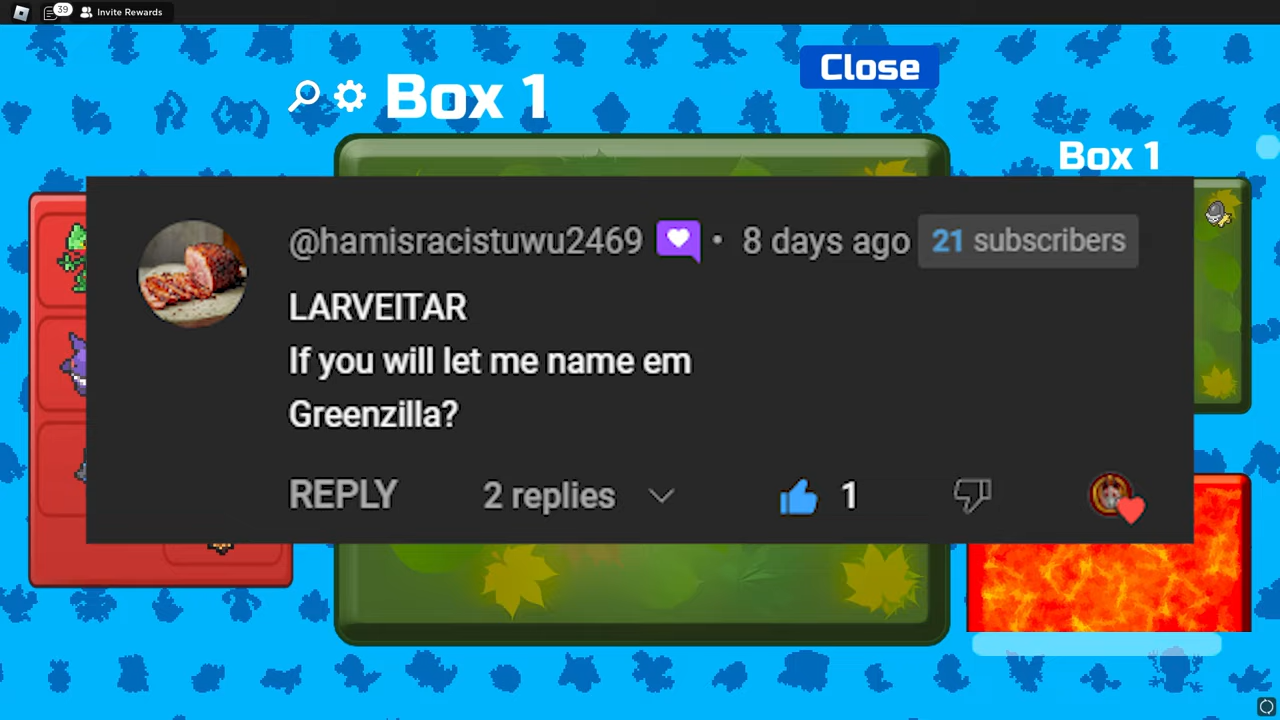 39 Invite Rewards
Close
Box 1
Box 1
@hamisracistuwu2469 • 8 days ago 21 subscribers
LARVEITAR
If you will let me name em
Greenzilla?
REPLY 2 replies 1